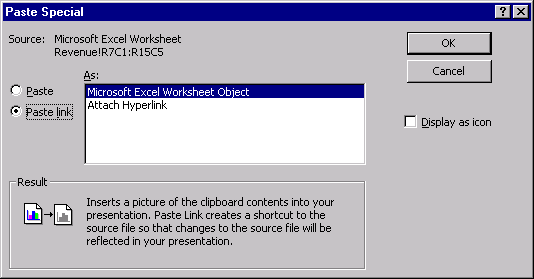 Paste Special
Source: Microsoft Excel Worksheet
Revenue!R7C1:R15C5
OK
Cancel
As:
Paste
Paste link
Microsoft Excel Worksheet Object
Attach Hyperlink
Display as icon
Result
Inserts a picture of the clipboard contents into your
presentation. Paste Link creates a shortcut to the
source file so that changes to the source file will be
reflected in your presentation.